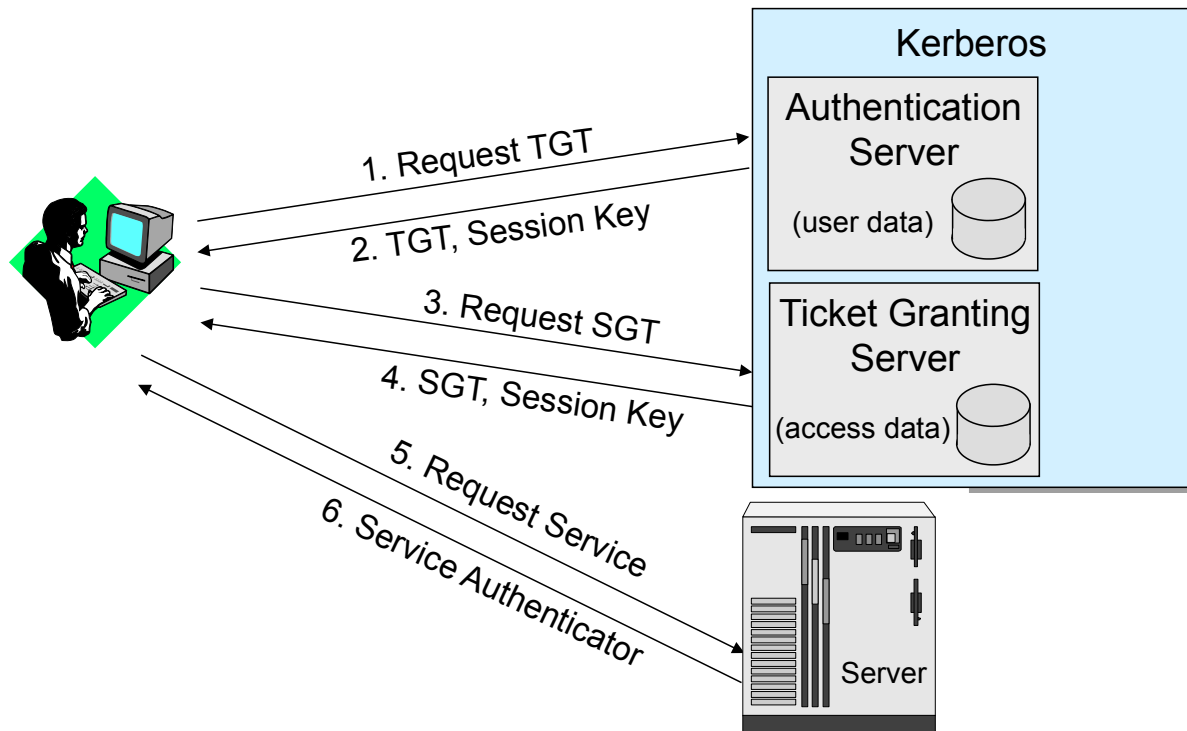 Kerberos
Authentication
Server
(user data)
1. Request TGT
2. TGT, Session Key
3. Request SGT
4. SGT, Session Key
Ticket Granting
Server
(access data)
5. Request Service
6. Service Authenticator
Server